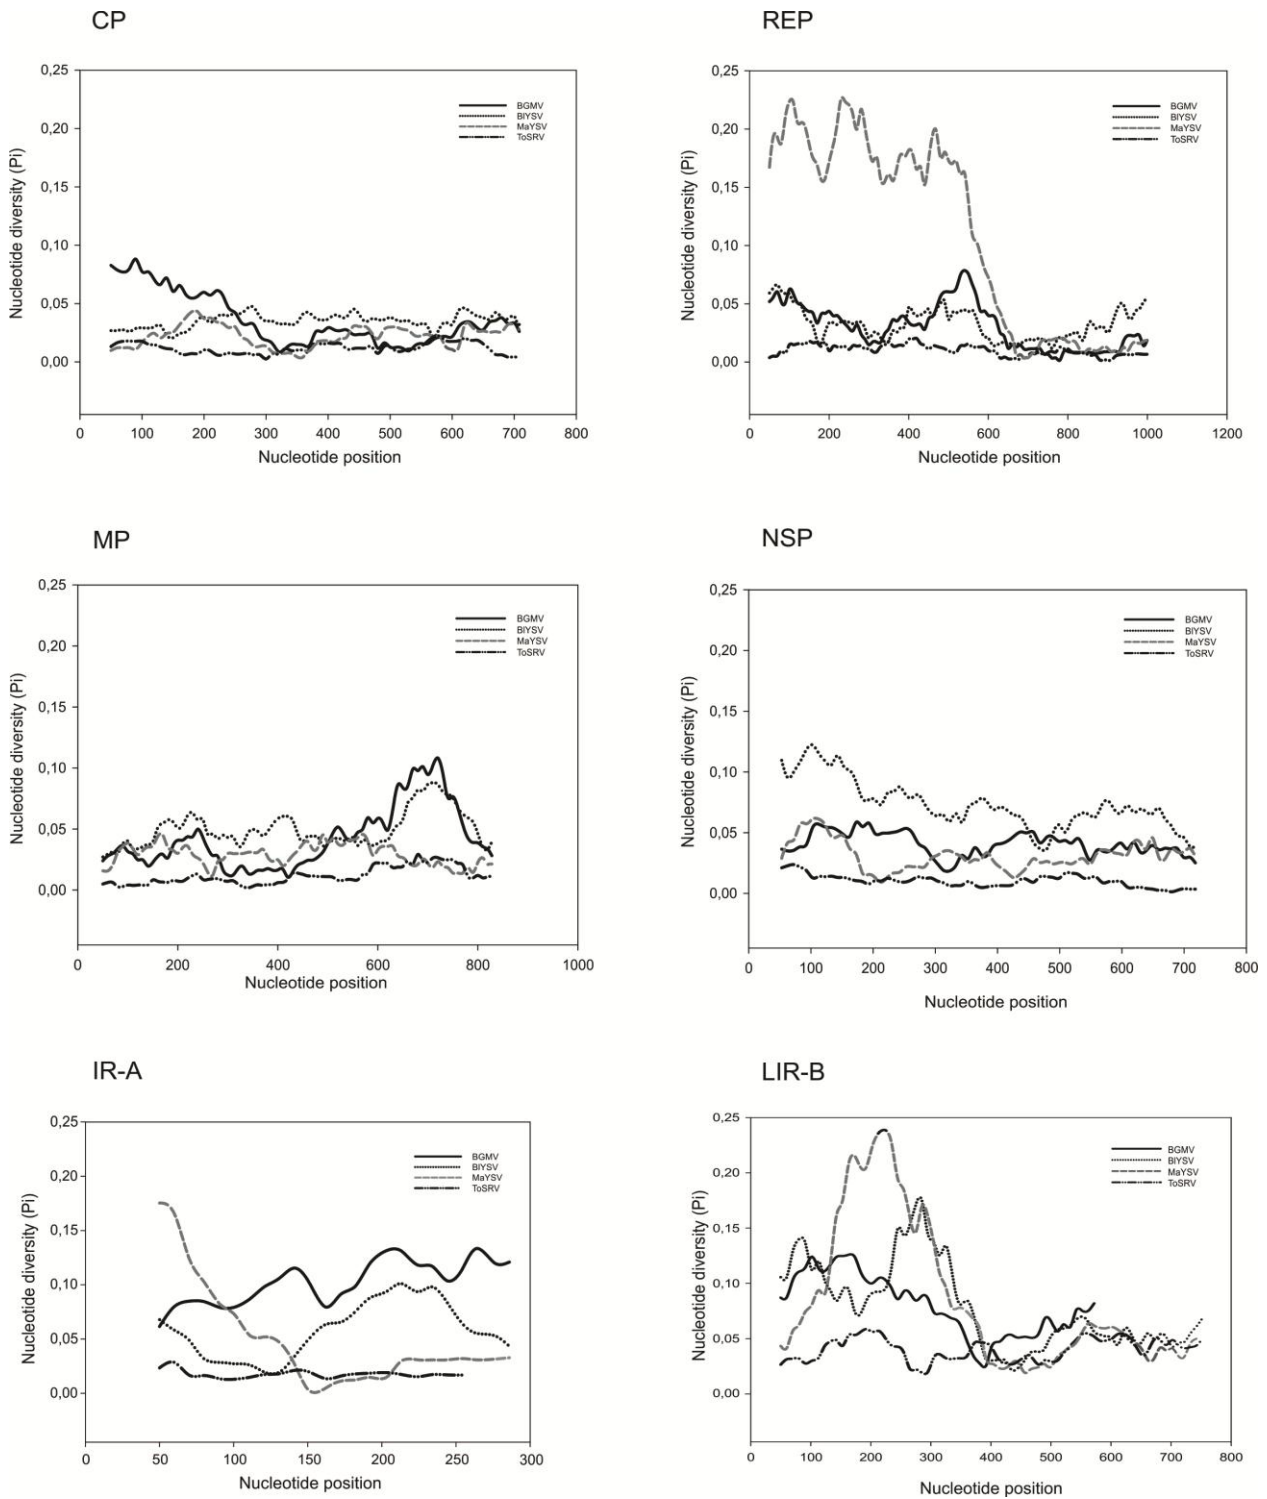 CP
0,25
0,20
0,15
0,10
0,05
0,00
Nucleotide diversity (Pi)
BGMV
BlYSV
MaYSV
ToSRV
0 100 200 300 400 500 600 700 800
Nucleotide position
REP
0,25
0,20
0,15
0,10
0,05
0,00
Nucleotide diversity (Pi)
BGMV
BlYSV
MaYSV
ToSRV
0 200 400 600 800 1000 1200
Nucleotide position
MP
0,25
0,20
0,15
0,10
0,05
0,00
Nucleotide diversity (Pi)
BGMV
BlYSV
MaYSV
ToSRV
0 200 400 600 800 1000
Nucleotide position
NSP
0,25
0,20
0,15
0,10
0,05
0,00
Nucleotide diversity (Pi)
BGMV
BlYSV
MaYSV
ToSRV
0 100 200 300 400 500 600 700 800
Nucleotide position
IR-A
0,25
0,20
0,15
0,10
0,05
0,00
Nucleotide diversity (Pi)
BGMV
BlYSV
MaYSV
ToSRV
0 50 100 150 200 250 300
Nucleotide position
LIR-B
0,25
0,20
0,15
0,10
0,05
0,00
Nucleotide diversity (Pi)
BGMV
BlYSV
MaYSV
ToSRV
0 100 200 300 400 500 600 700 800
Nucleotide position